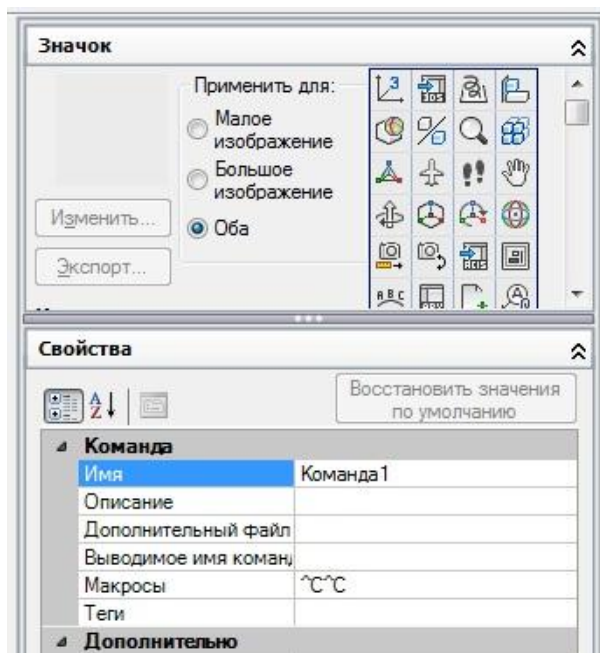 Значок
Применить для:
Малое
изображение
Большое
изображение
Оба
Изменить...
Экспорт...
Свойства
Восстановить значения
по умолчанию
Команда
Имя Команда1
Описание
Дополнительный файл
Выводимое имя коман
Макросы ^C^C
Теги
Дополнительно